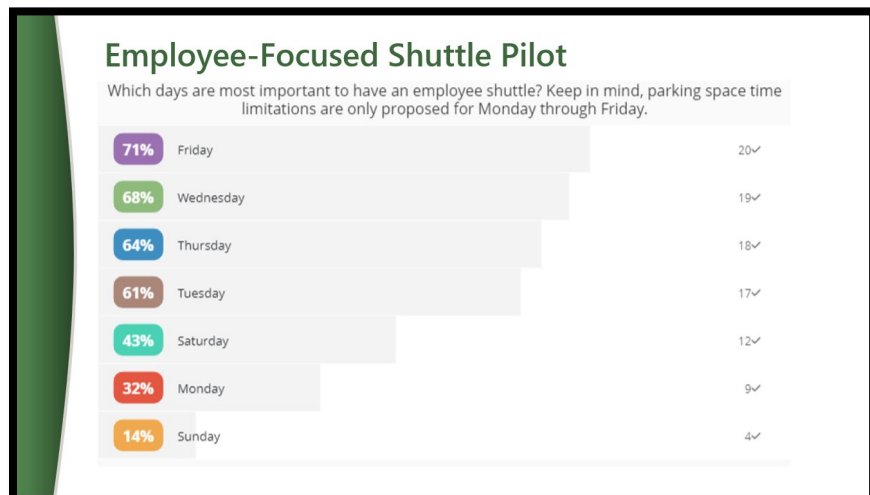 Employee-Focused Shuttle Pilot
Which days are most important to have an employee shuttle? Keep in mind, parking space time
limitations are only proposed for Monday through Friday.
71% Friday 20✓
68% Wednesday 19✓
64% Thursday 18✓
61% Tuesday 17✓
43% Saturday 12✓
32% Monday 9✓
14% Sunday 4✓